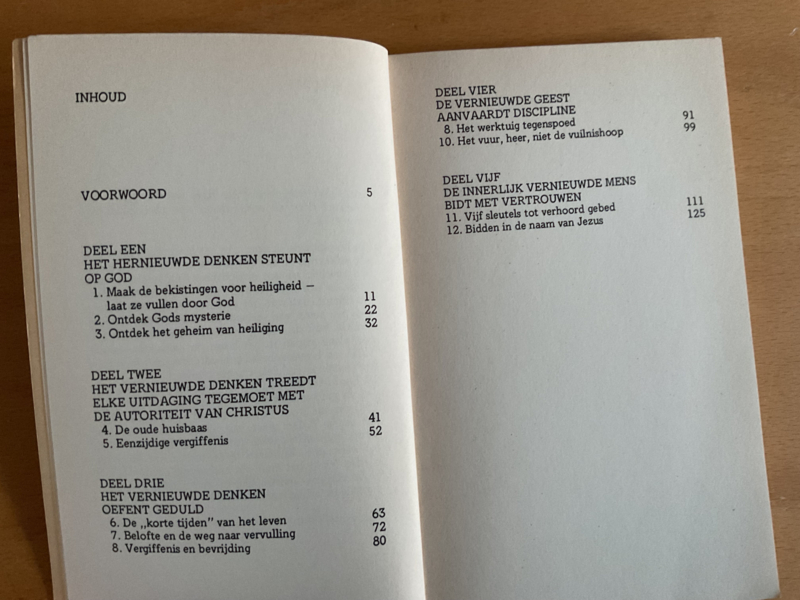 INHOUD
VOORWOORD 5
DEEL EEN
HET HERNIEUWDE DENKEN STEUNT
OP GOD
1. Maak de bekistingen voor heiligheid —
laat ze vullen door God 11
2. Ontdek Gods mysterie 22
3. Ontdek het geheim van heiliging 32
DEEL TWEE
HET VERNIEUWDE DENKEN TREEDT
ELKE UITDAGING TEGEMOET MET
DE AUTORITEIT VAN CHRISTUS
4. De oude huisbaas 41
5. Eenzijdige vergiffenis 52
DEEL DRIE
HET VERNIEUWDE DENKEN
OEFENT GEDULD
6. De „korte tijden” van het leven 63
7. Belofte en de weg naar vervulling 72
8. Vergiffenis en bevrijding 80
DEEL VIER
DE VERNIEUWDE GEEST
AANVAARDT DISCIPLINE
8. Het werktuig tegenspoed 91
10. Het vuur, heer, niet de vuilnishoop 99
DEEL VIJF
DE INNERLIJK VERNIEUWDE MENS
BIDT MET VERTROUWEN
11. Vijf sleutels tot verhoord gebed 111
12. Bidden in de naam van Jezus 125